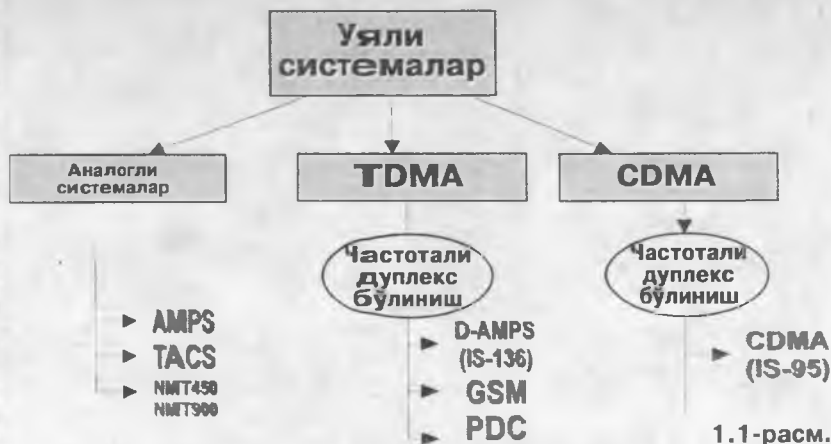 Уяли
системалар
Аналогли
системалар
TDMA
CDMA
Частотали
дуплекс
бўлиниш
Частотали
дуплекс
бўлиниш
AMPS
TACS
NMT450
NMT900
D-AMPS
(IS-136)
GSM
PDC
CDMA
(IS-95)
1.1-расм.